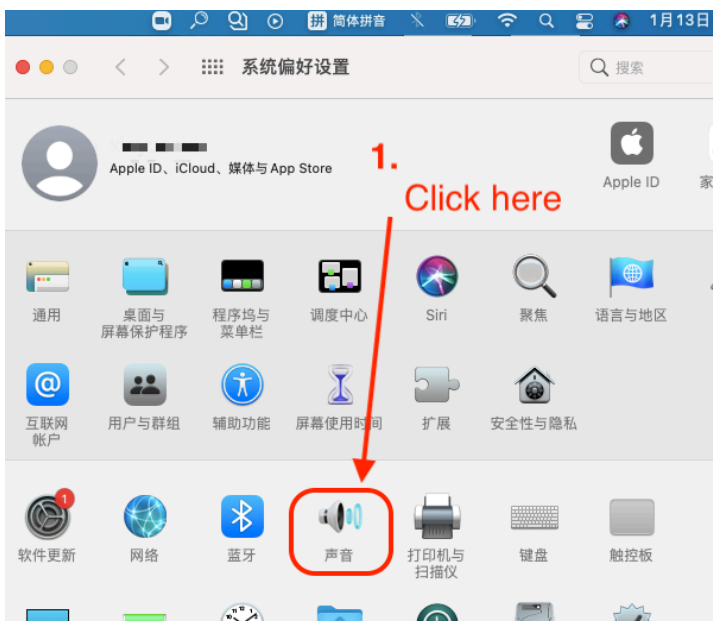 拼 简体拼音
1月13日
系统偏好设置
搜索
Apple ID、iCloud、媒体与 App Store
1.
Click here
Apple ID
家
通用
桌面与
屏幕保护程序
程序坞与
菜单栏
调度中心
Siri
聚焦
语言与地区
互联网
帐户
用户与群组
辅助功能
屏幕使用时间
扩展
安全性与隐私
1
软件更新
网络
蓝牙
声音
打印机与
扫描仪
键盘
触控板